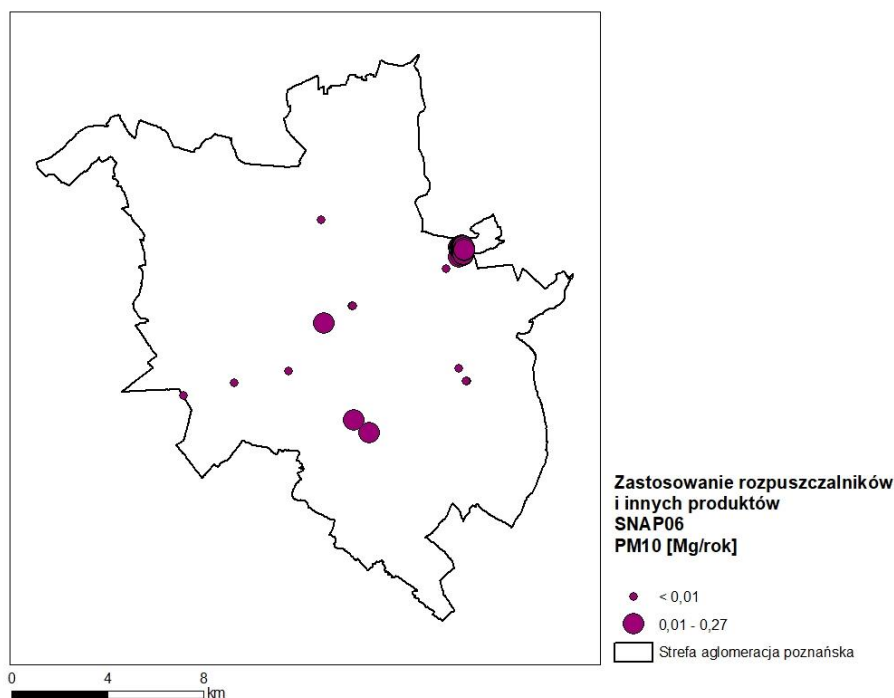 Zastosowanie rozpuszczalników
i innych produktów
SNAP06
PM10 [Mg/rok]
< 0,01
0,01 - 0,27
Strefa aglomeracja poznańska
0 4 8
km